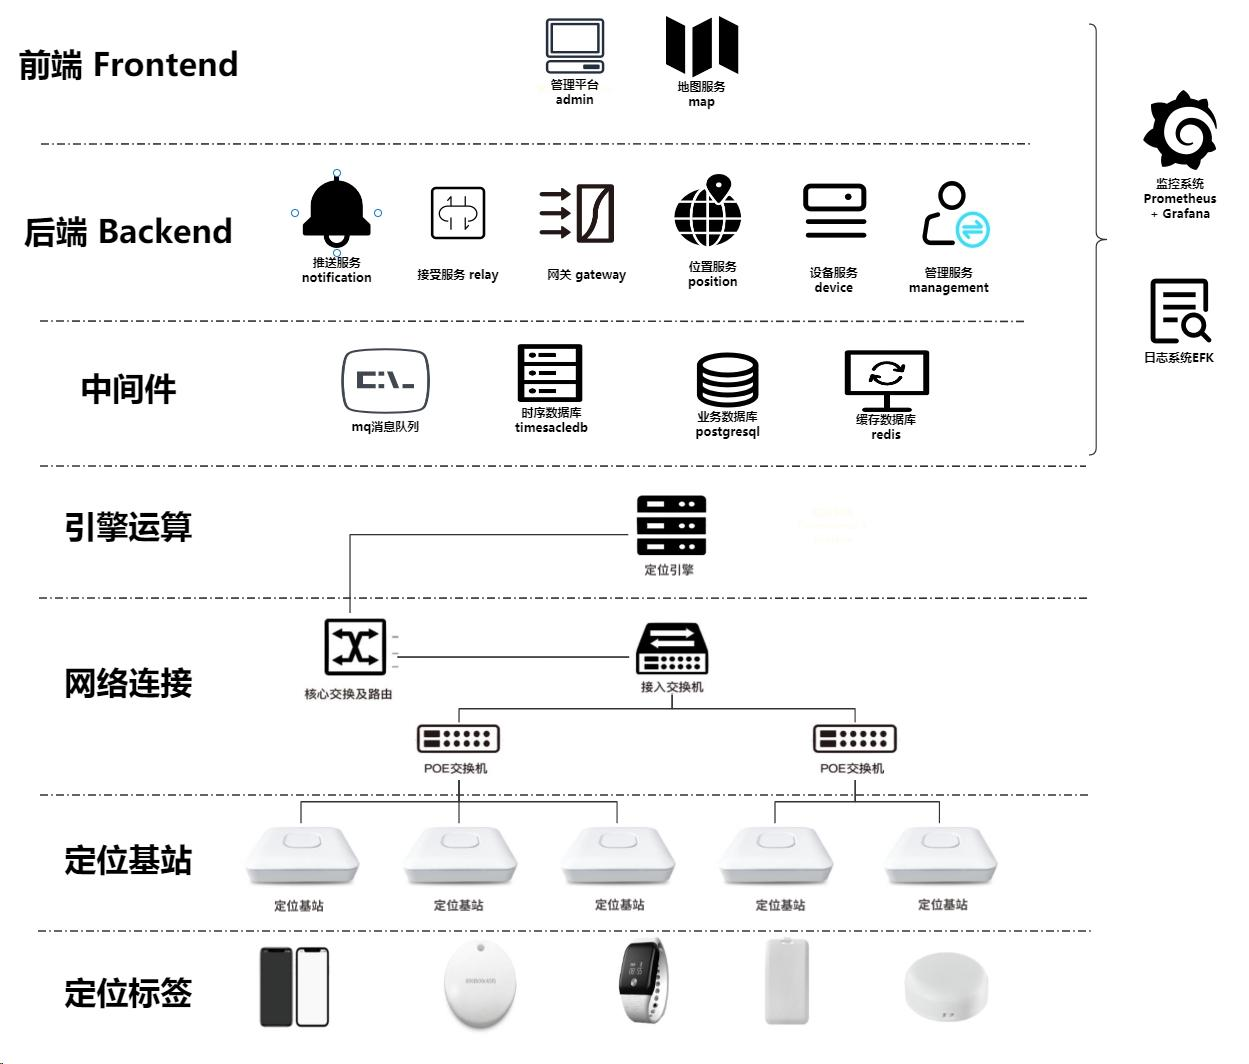 前端 Frontend
管理平台
admin
地图服务
map
监控系统
Prometheus
+ Grafana
后端 Backend
推送服务
notification
接受服务 relay
网关 gateway
位置服务
position
设备服务
device
管理服务
management
日志系统EFK
中间件
mq消息队列
时序数据库
timesacledb
业务数据库
postgresql
缓存数据库
redis
引擎运算
定位引擎
网络连接
核心交换及路由
接入交换机
POE交换机
POE交换机
定位基站
定位基站
定位基站
定位基站
定位基站
定位基站
定位标签